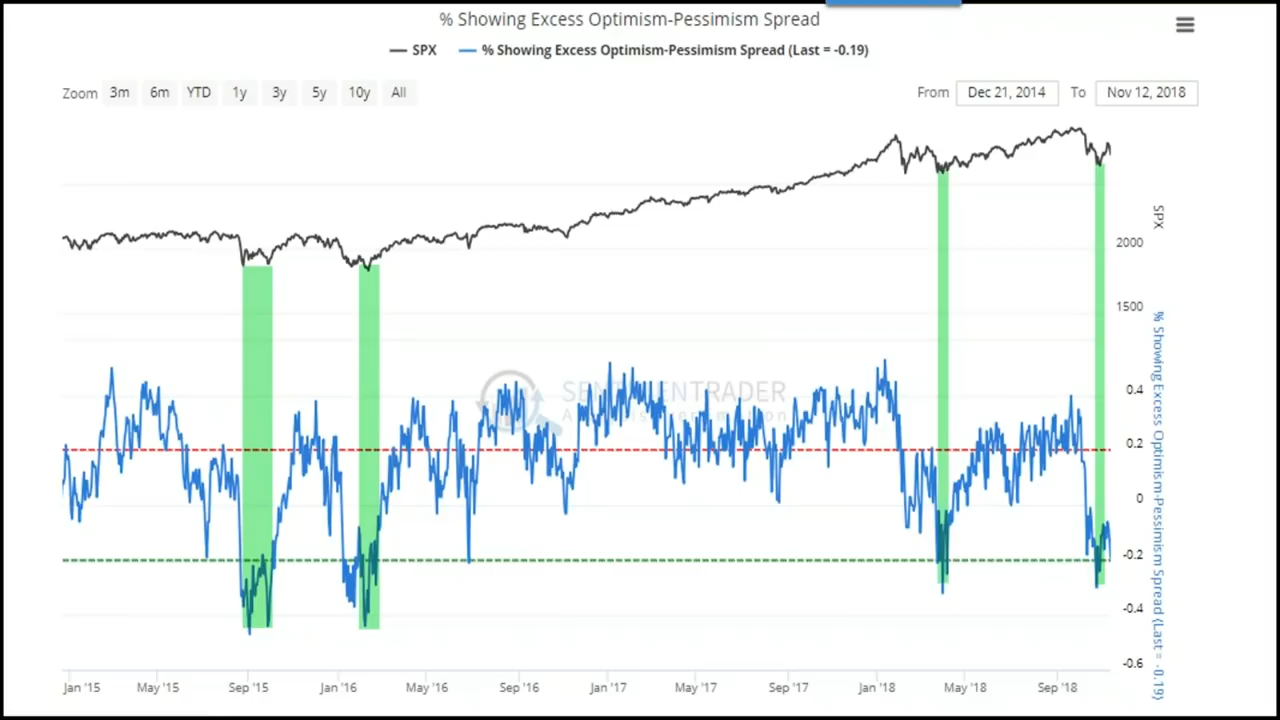 % Showing Excess Optimism-Pessimism Spread
SPX
% Showing Excess Optimism-Pessimism Spread (Last = -0.19)
Zoom 3m 6m YTD 1y 3y 5y 10y All
From Dec 21, 2014 To Nov 12, 2018
SPX
2000
1500
% Showing Excess Optimism-Pessimism Spread (Last = -0.19)
0.4
0.2
0
-0.2
-0.4
-0.6
Jan '15 May '15 Sep '15 Jan '16 May '16 Sep '16 Jan '17 May '17 Sep '17 Jan '18 May '18 Sep '18